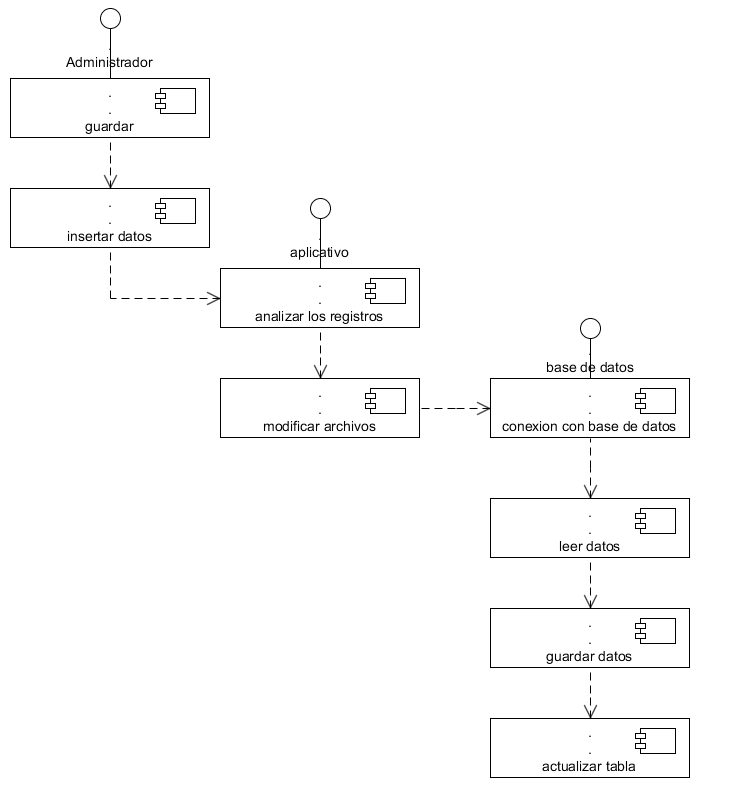 Administrador
guardar
insertar datos
aplicativo
analizar los registros
modificar archivos
base de datos
conexion con base de datos
leer datos
guardar datos
actualizar tabla